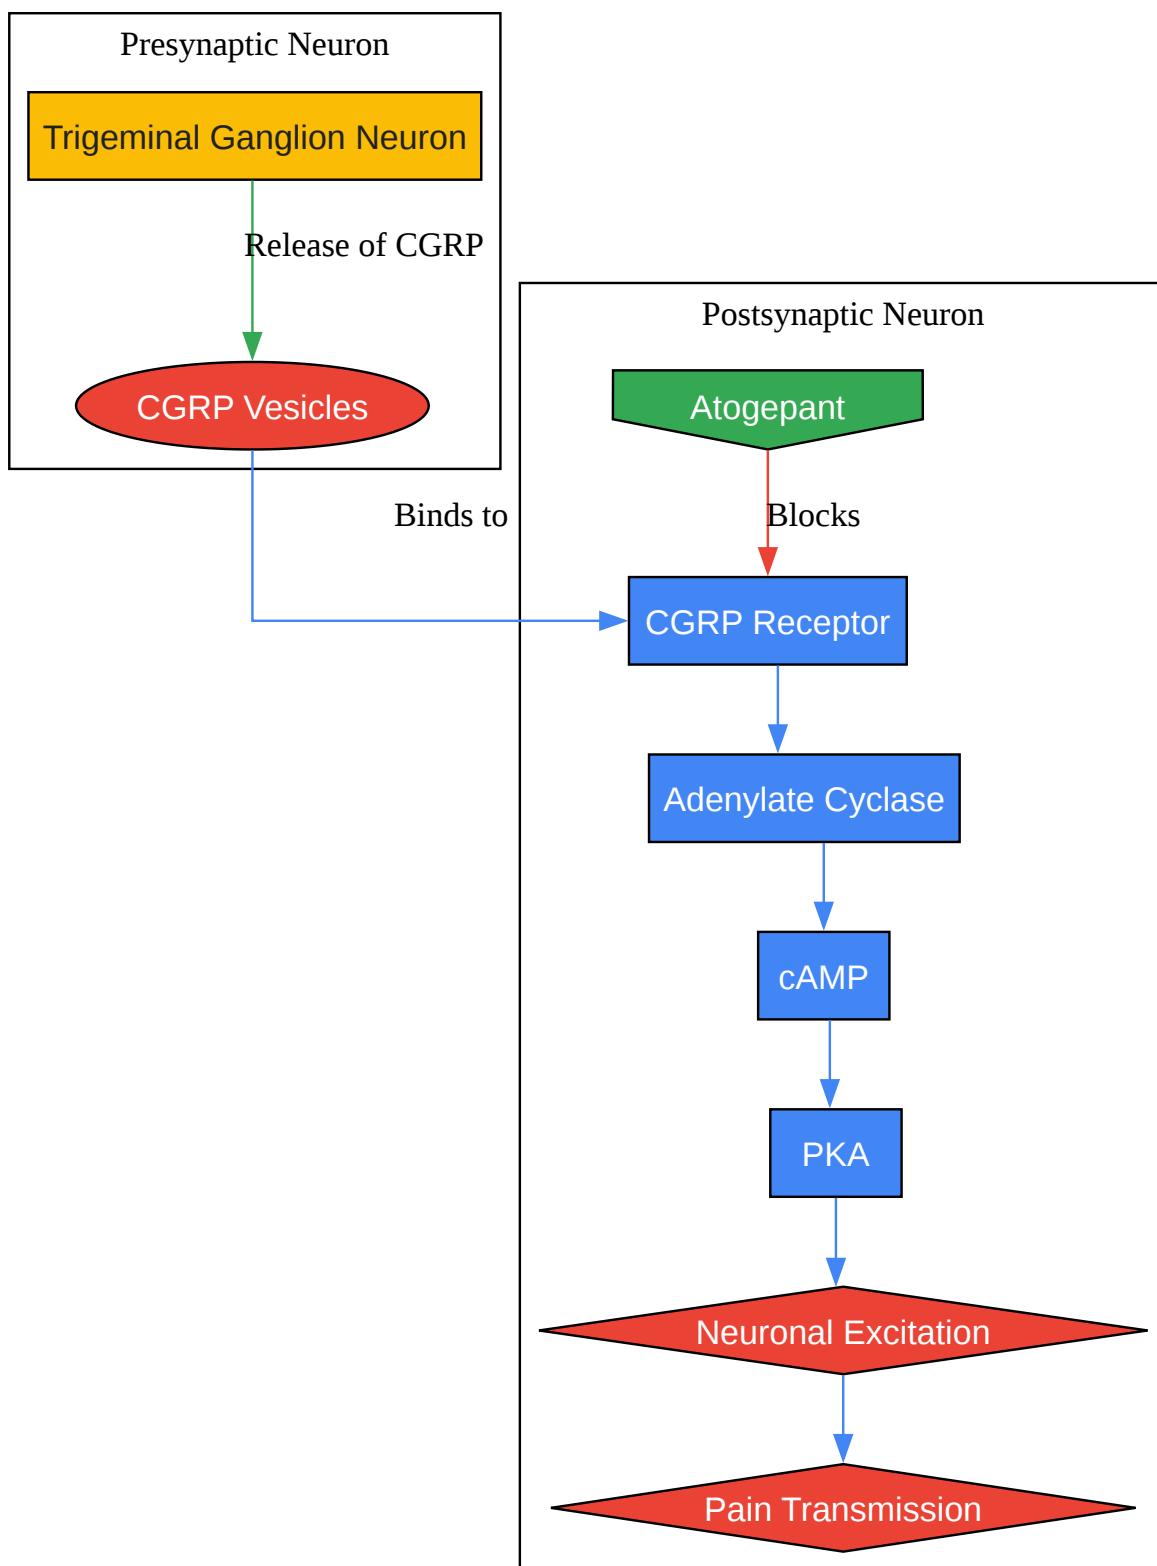 Presynaptic Neuron
Trigeminal Ganglion Neuron
Release of CGRP
CGRP Vesicles
Binds to
Postsynaptic Neuron
Atogepant
Blocks
CGRP Receptor
Adenylate Cyclase
cAMP
PKA
Neuronal Excitation
Pain Transmission